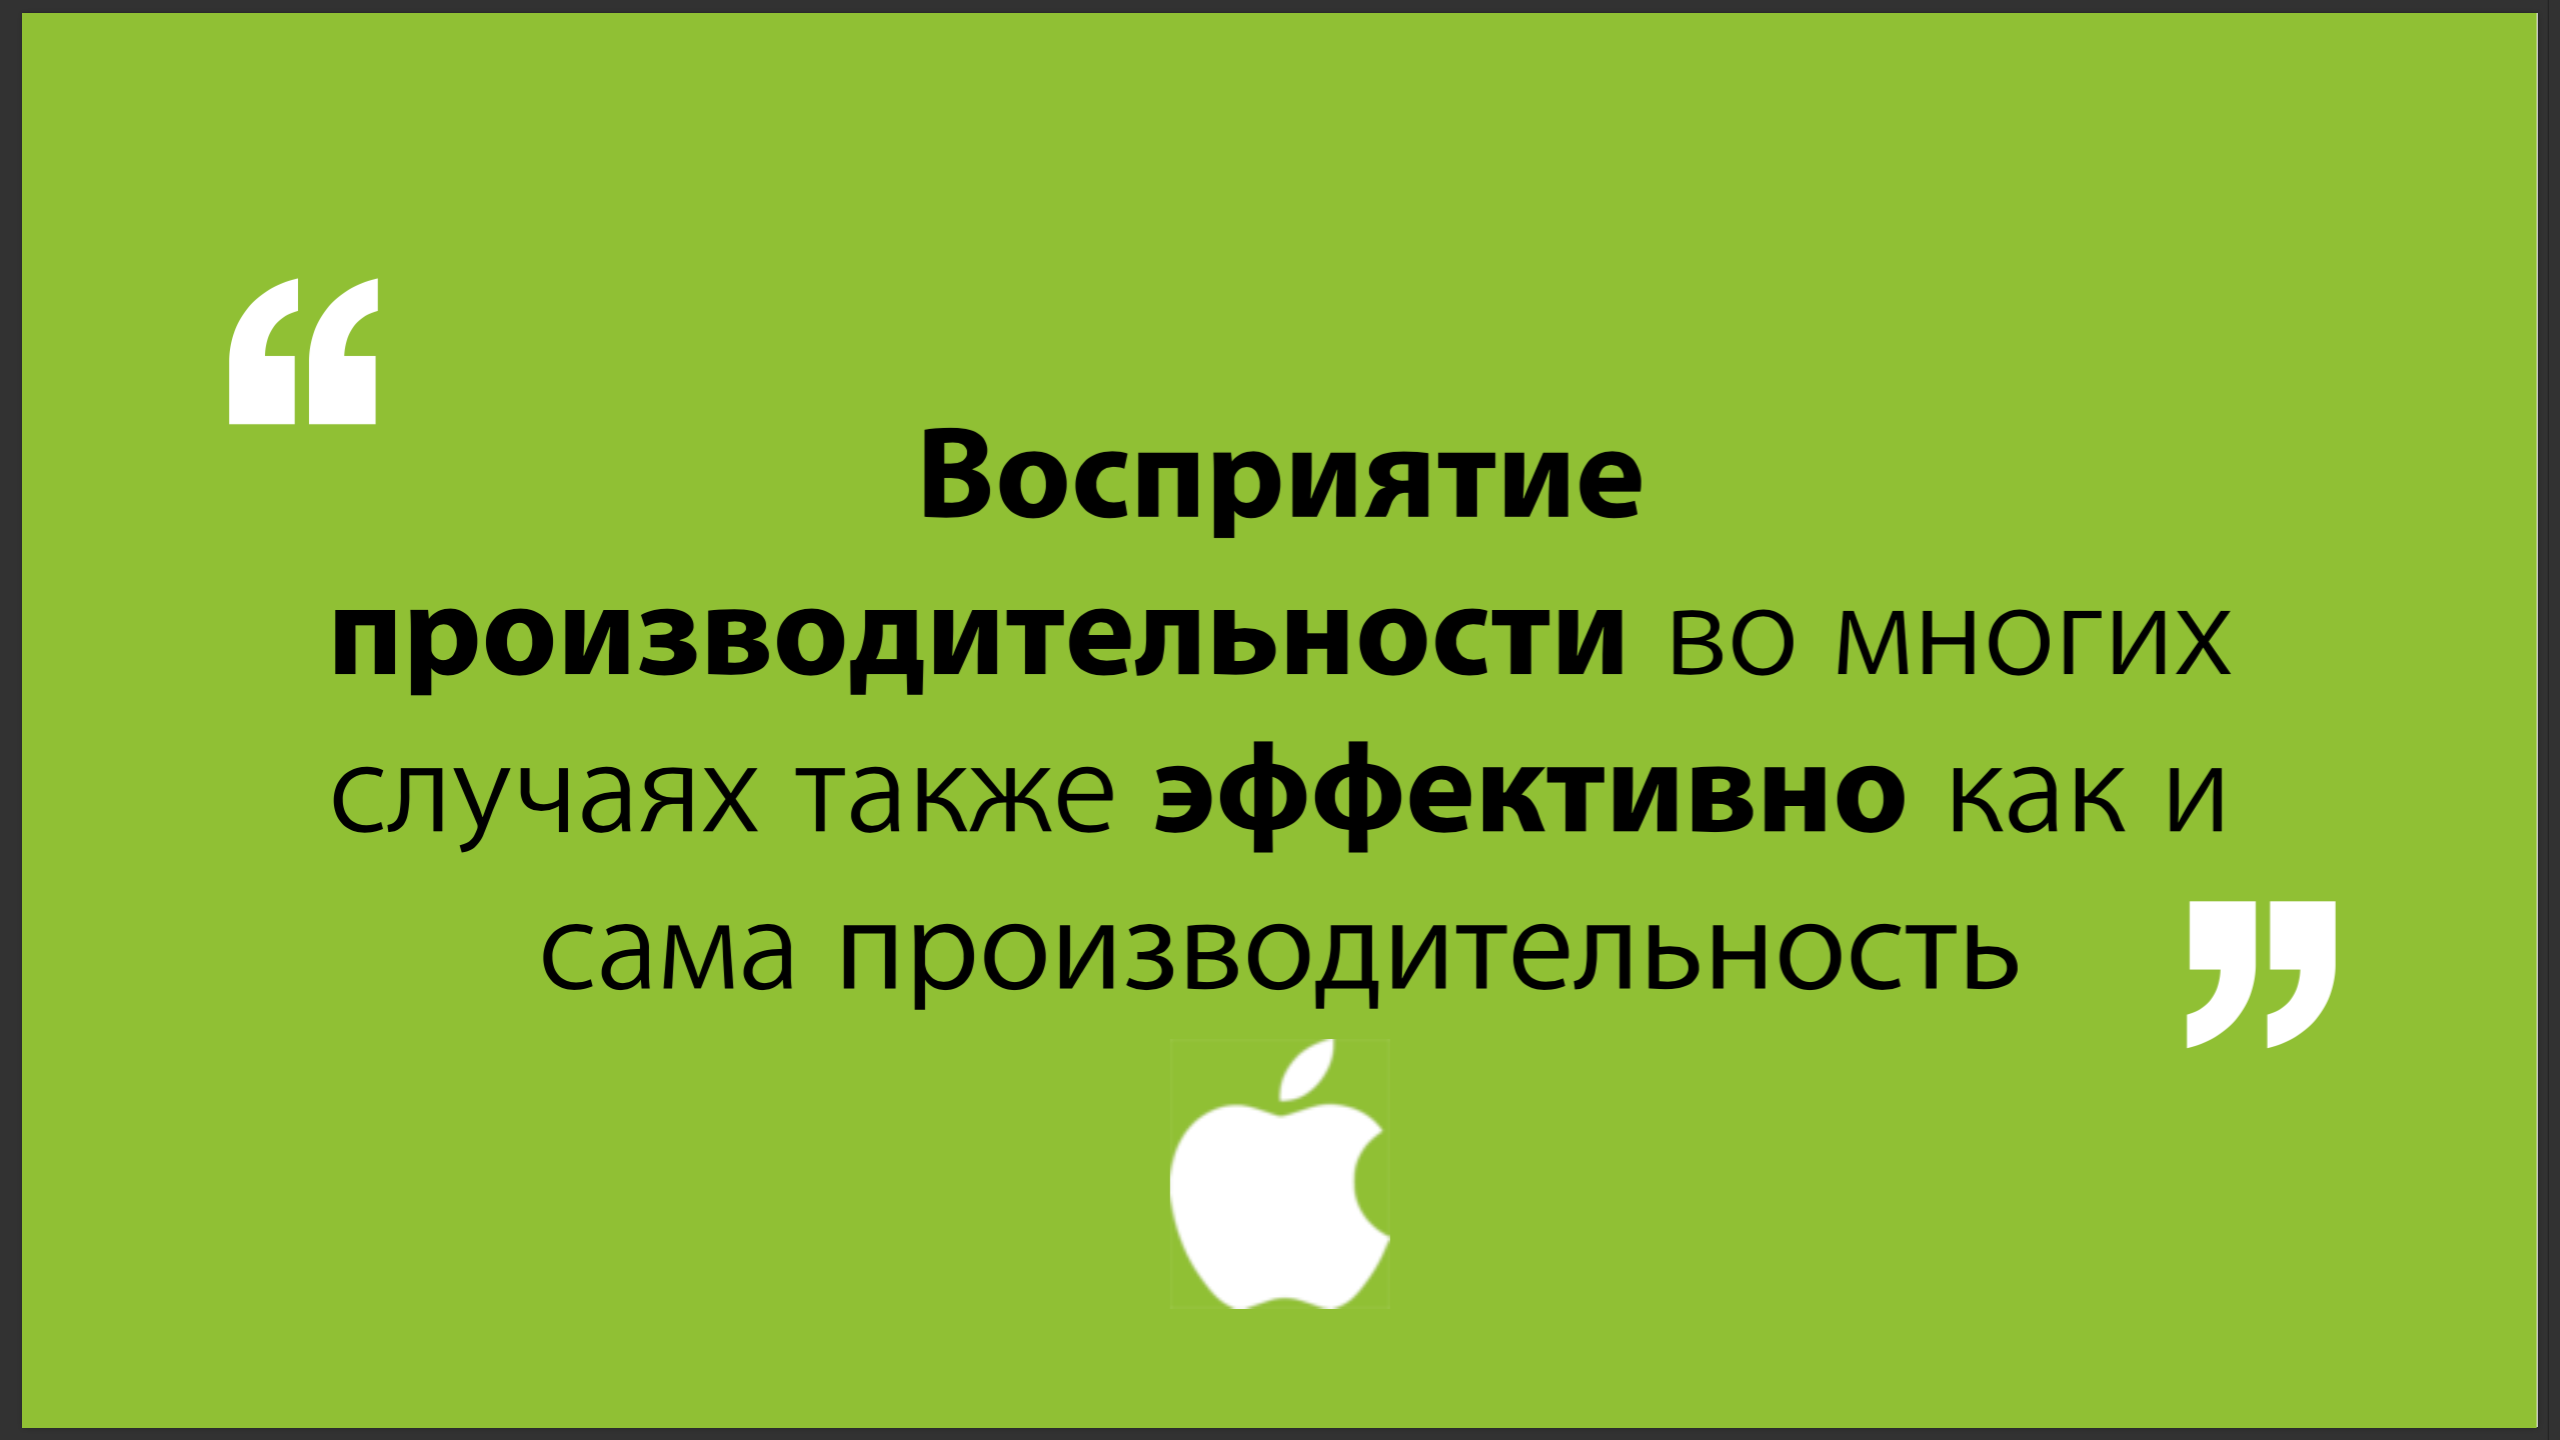 “
Восприятие
производительности во многих
случаях также эффективно как и
сама производительность
”